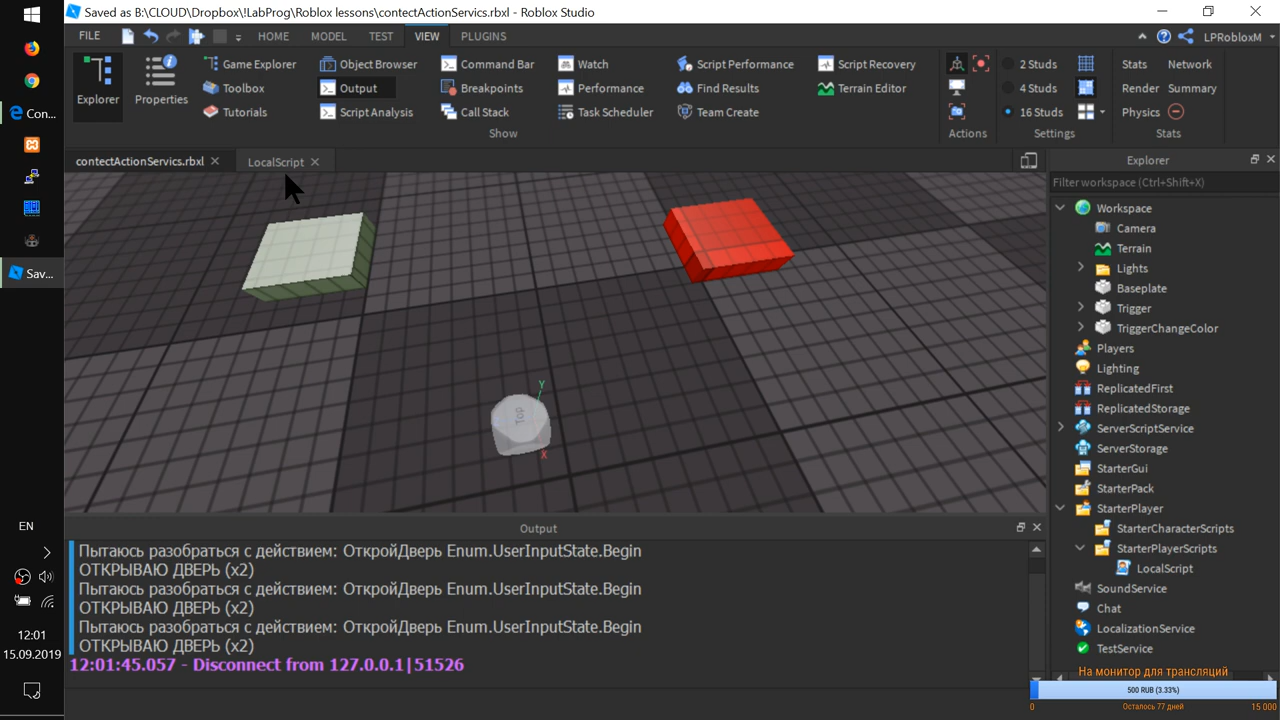 Saved as B:\CLOUD\Dropbox\!LabProg\Roblox lessons\contectActionServics.rbxl - Roblox Studio
FILE HOME MODEL TEST VIEW PLUGINS LPRobloxM
Explorer
Properties
Game Explorer
Toolbox
Tutorials
Object Browser
Output
Script Analysis
Command Bar
Breakpoints
Call Stack
Watch
Performance
Task Scheduler
Script Performance
Find Results
Team Create
Script Recovery
Terrain Editor
Show
Actions
2 Studs
4 Studs
16 Studs
Settings
Stats Network
Render Summary
Physics
Stats
contectActionServics.rbxl
LocalScript
Con...
Sav...
EN
12:01
15.09.2019
Y
Top
X
Explorer
Filter workspace (Ctrl+Shift+X)
Workspace
Camera
Terrain
Lights
Baseplate
Trigger
TriggerChangeColor
Players
Lighting
ReplicatedFirst
ReplicatedStorage
ServerScriptService
ServerStorage
StarterGui
StarterPack
StarterPlayer
StarterCharacterScripts
StarterPlayerScripts
LocalScript
SoundService
Chat
LocalizationService
TestService
Output
Пытаюсь разобраться с действием: ОткройДверь Enum.UserInputState.Begin
ОТКРЫВАЮ ДВЕРЬ (x2)
Пытаюсь разобраться с действием: ОткройДверь Enum.UserInputState.Begin
ОТКРЫВАЮ ДВЕРЬ (x2)
Пытаюсь разобраться с действием: ОткройДверь Enum.UserInputState.Begin
ОТКРЫВАЮ ДВЕРЬ (x2)
12:01:45.057 - Disconnect from 127.0.0.1|51526
На монитор для трансляций
500 RUB (3.33%)
0 Осталось 77 дней 15 000